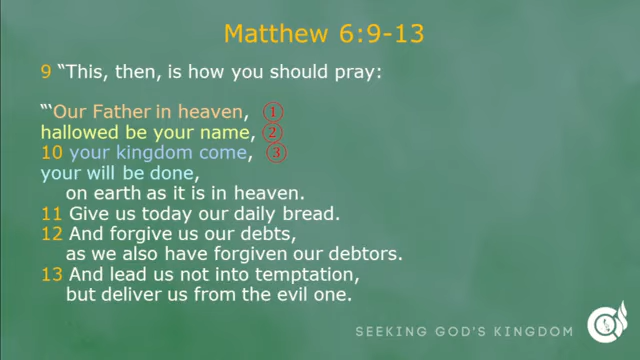 Matthew 6:9-13
9 “This, then, is how you should pray:
“‘Our Father in heaven, ①
hallowed be your name, ②
10 your kingdom come, ③
your will be done,
on earth as it is in heaven.
11 Give us today our daily bread.
12 And forgive us our debts,
as we also have forgiven our debtors.
13 And lead us not into temptation,
but deliver us from the evil one.
SEEKING GOD'S KINGDOM